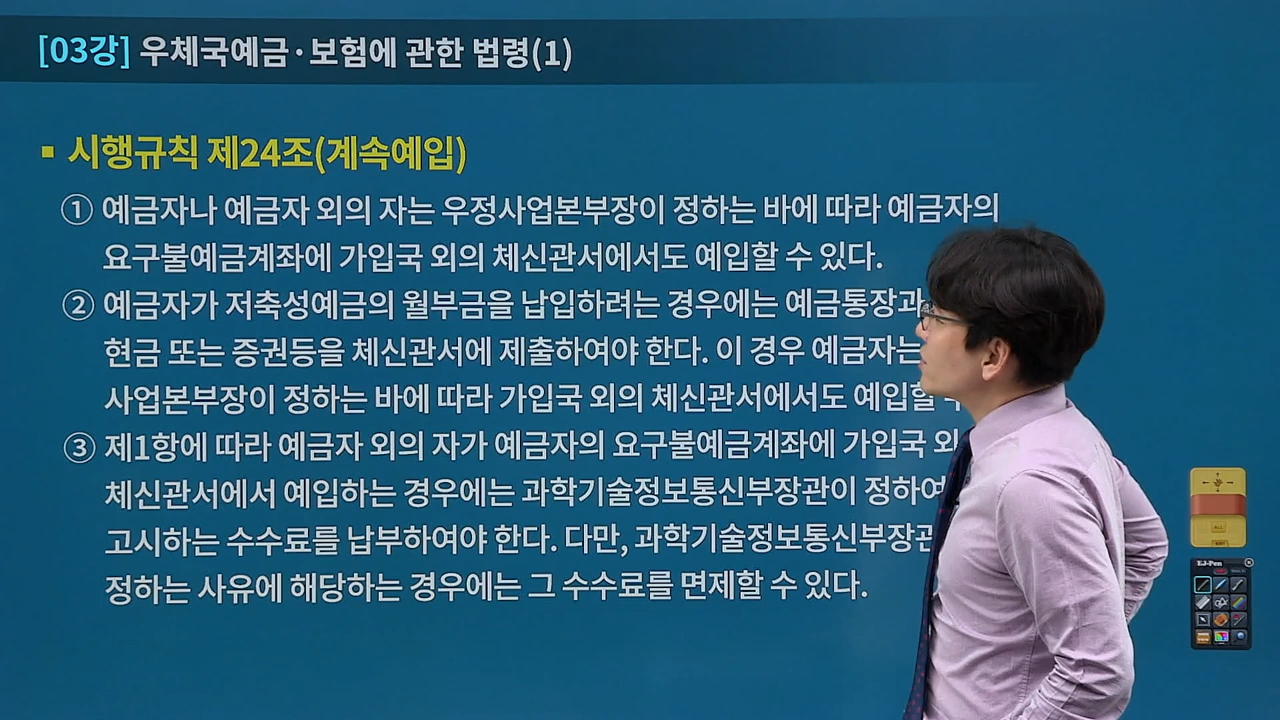 [03강] 우체국예금·보험에 관한 법령(1)
■ 시행규칙 제24조(계속예입)
① 예금자나 예금자 외의 자는 우정사업본부장이 정하는 바에 따라 예금자의
요구불예금계좌에 가입국 외의 체신관서에서도 예입할 수 있다.
② 예금자가 저축성예금의 월부금을 납입하려는 경우에는 예금통장과
현금 또는 증권등을 체신관서에 제출하여야 한다. 이 경우 예금자는
사업본부장이 정하는 바에 따라 가입국 외의 체신관서에서도 예입할
③ 제1항에 따라 예금자 외의 자가 예금자의 요구불예금계좌에 가입국 외
체신관서에서 예입하는 경우에는 과학기술정보통신부장관이 정하여
고시하는 수수료를 납부하여야 한다. 다만, 과학기술정보통신부장관
정하는 사유에 해당하는 경우에는 그 수수료를 면제할 수 있다.
ALL
EJ-Pen